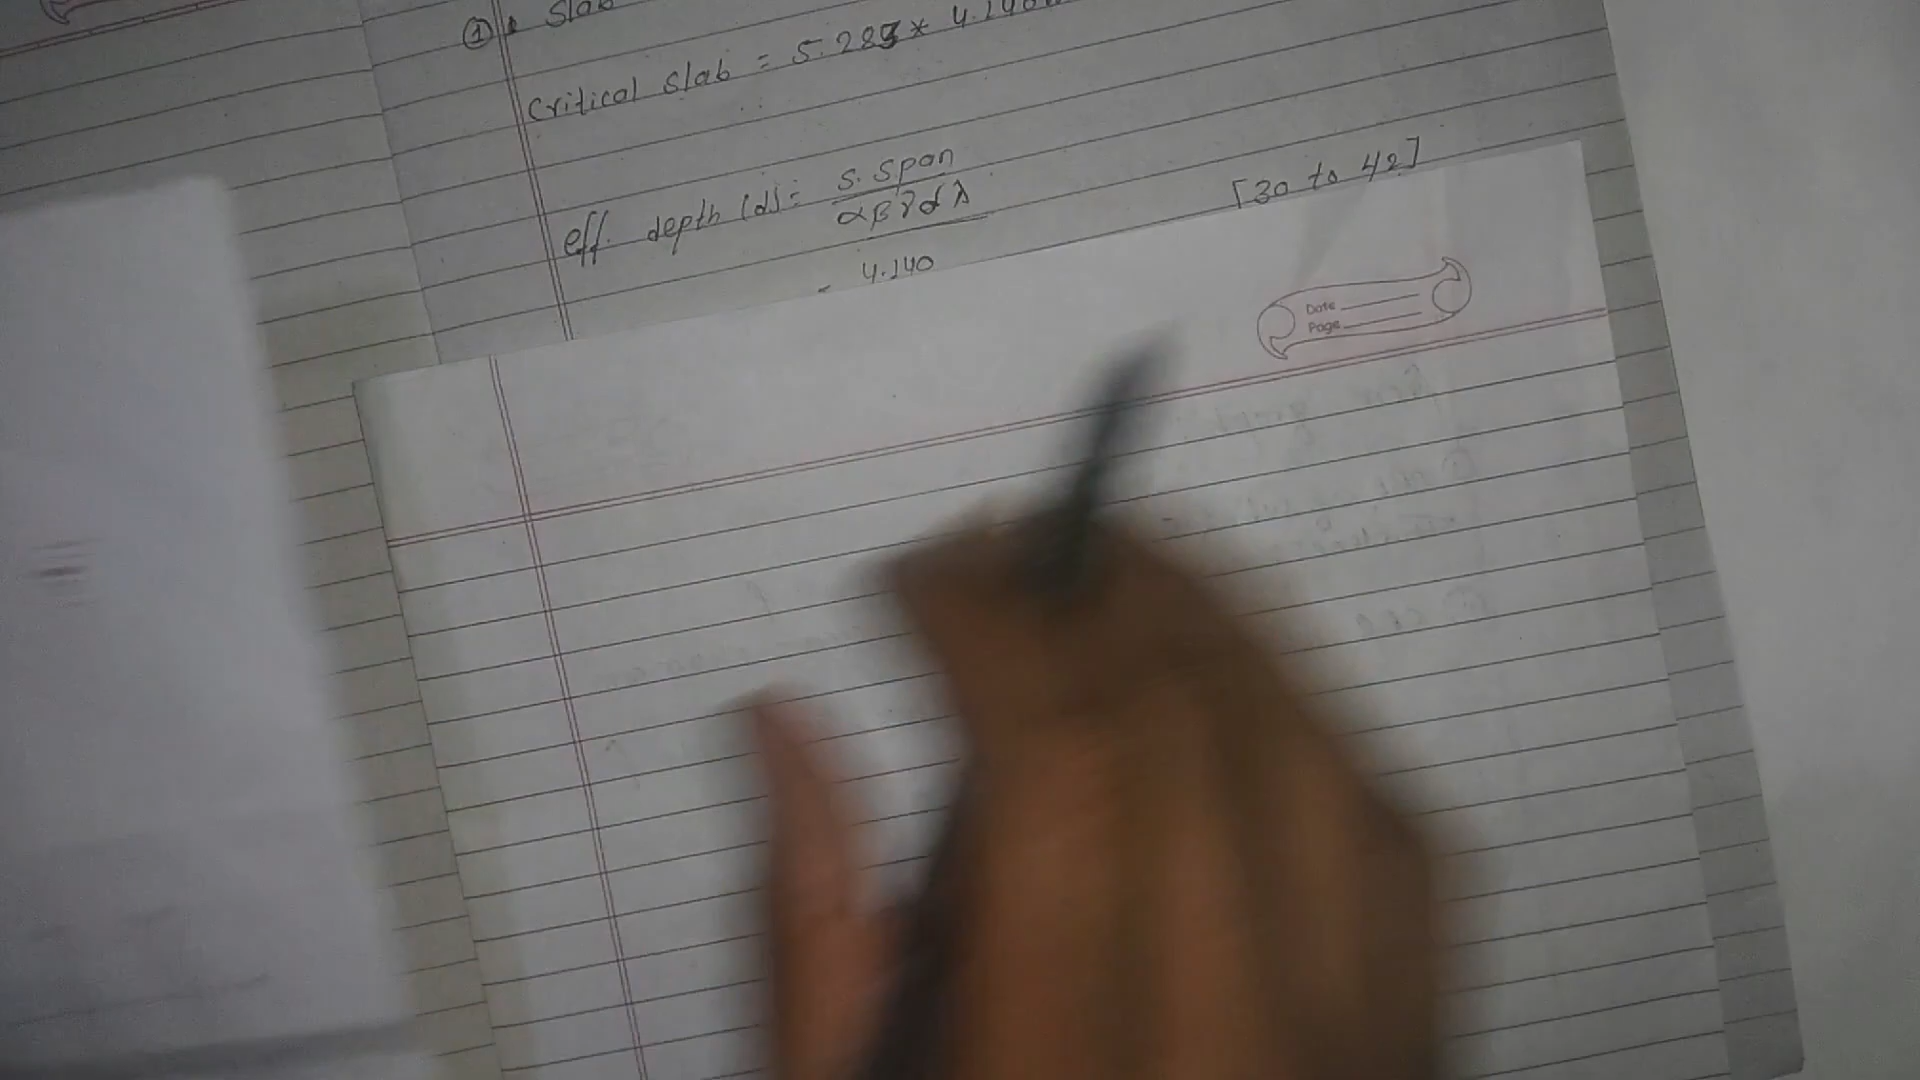 ① Slab
Critical slab = 5.283 * 4.140
eff. depth (d) = s. span
αβγδλ
[30 to 42]
= 4.140
Date
Page